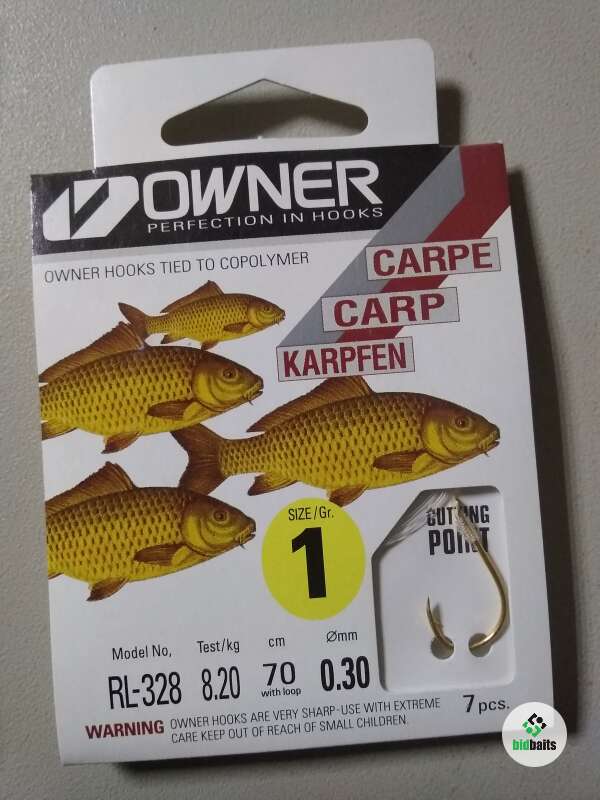 OWNER
PERFECTION IN HOOKS
OWNER HOOKS TIED TO COPOLYMER
CARPE
CARP
KARPFEN
SIZE/Gr.
1
CUTTING
POINT
Model No,
RL-328
Test/kg
8.20
cm
70
with loop
Ømm
0.30
7 pcs.
WARNING OWNER HOOKS ARE VERY SHARP-USE WITH EXTREME
CARE KEEP OUT OF REACH OF SMALL CHILDREN.
bidbaits